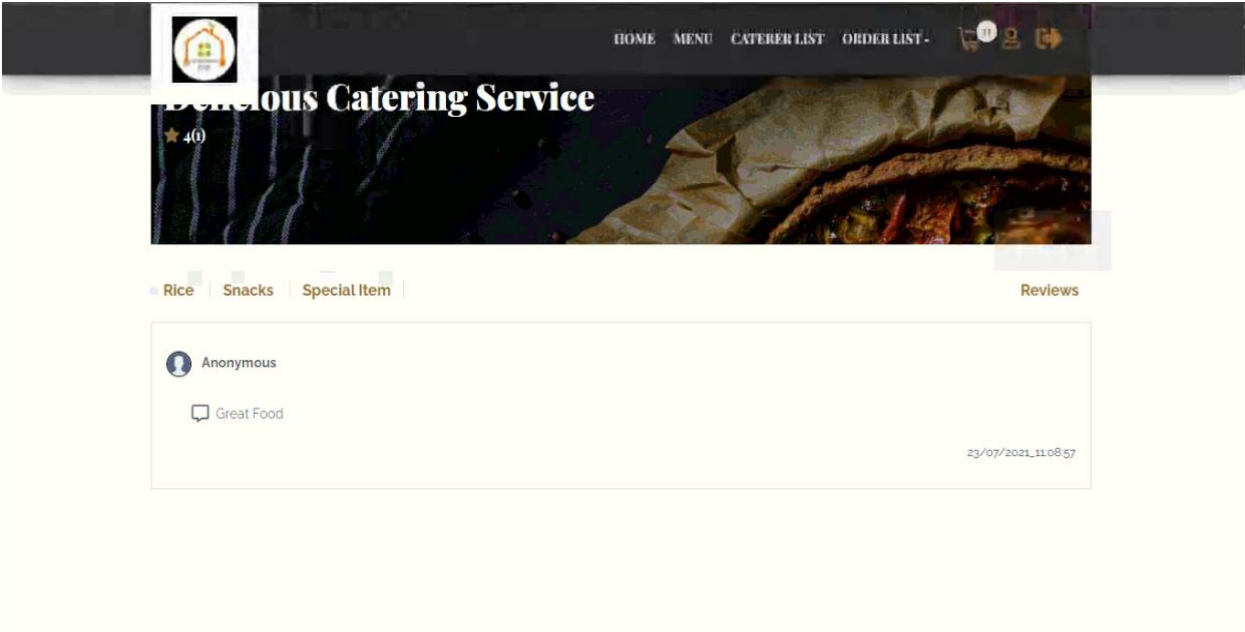 HOME MENU CATERER LIST ORDER LIST
Delicious Catering Service
4(1)
Rice Snacks Special Item Reviews
Anonymous
Great Food
23/07/2021_11:08:57